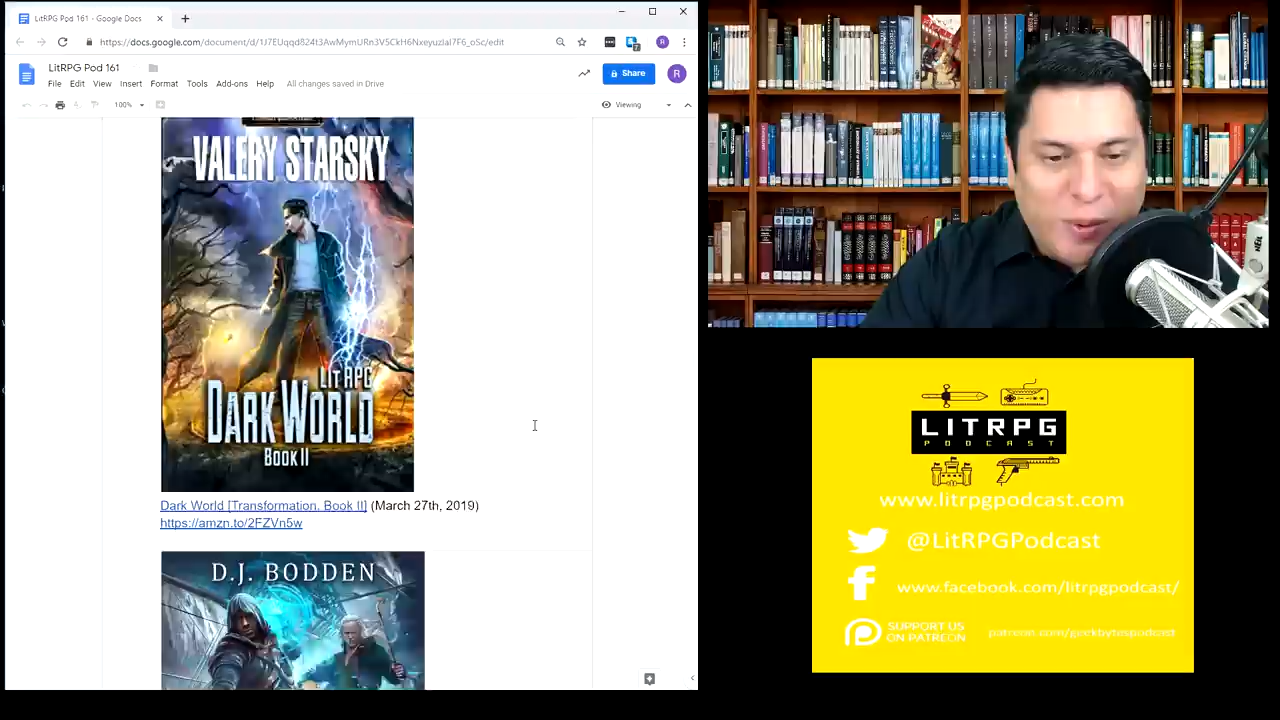 LitRPG Pod 161 - Google Docs
https://docs.google.com/document/d/1J7EUqqd824t3AwMymURn3V5CkH6NxeyuzIaI7F6_oSc/edit
R
LitRPG Pod 161
File Edit View Insert Format Tools Add-ons Help All changes saved in Drive
Share
R
100%
Viewing
VALERY STARSKY
LIT RPG
DARK WORLD
BOOK II
Dark World [Transformation. Book II] (March 27th, 2019)
https://amzn.to/2FZVn5w
D.J. BODDEN
LITRPG
PODCAST
www.litrpgpodcast.com
@LitRPGPodcast
www.facebook.com/litrpgpodcast/
SUPPORT US
ON PATREON
patreon.com/geekbytespodcast